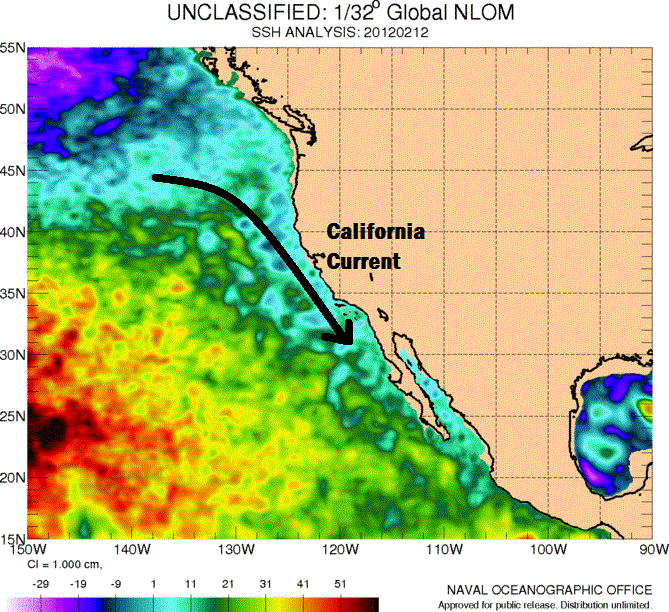 UNCLASSIFIED: 1/32° Global NLOM
SSH ANALYSIS: 20120212
55N
50N
45N
40N
35N
30N
25N
20N
15N
California
Current
150W 140W 130W 120W 110W 100W 90W
CI = 1.000 cm,
-29 -19 -9 1 11 21 31 41 51
NAVAL OCEANOGRAPHIC OFFICE
Approved for public release. Distribution unlimited.